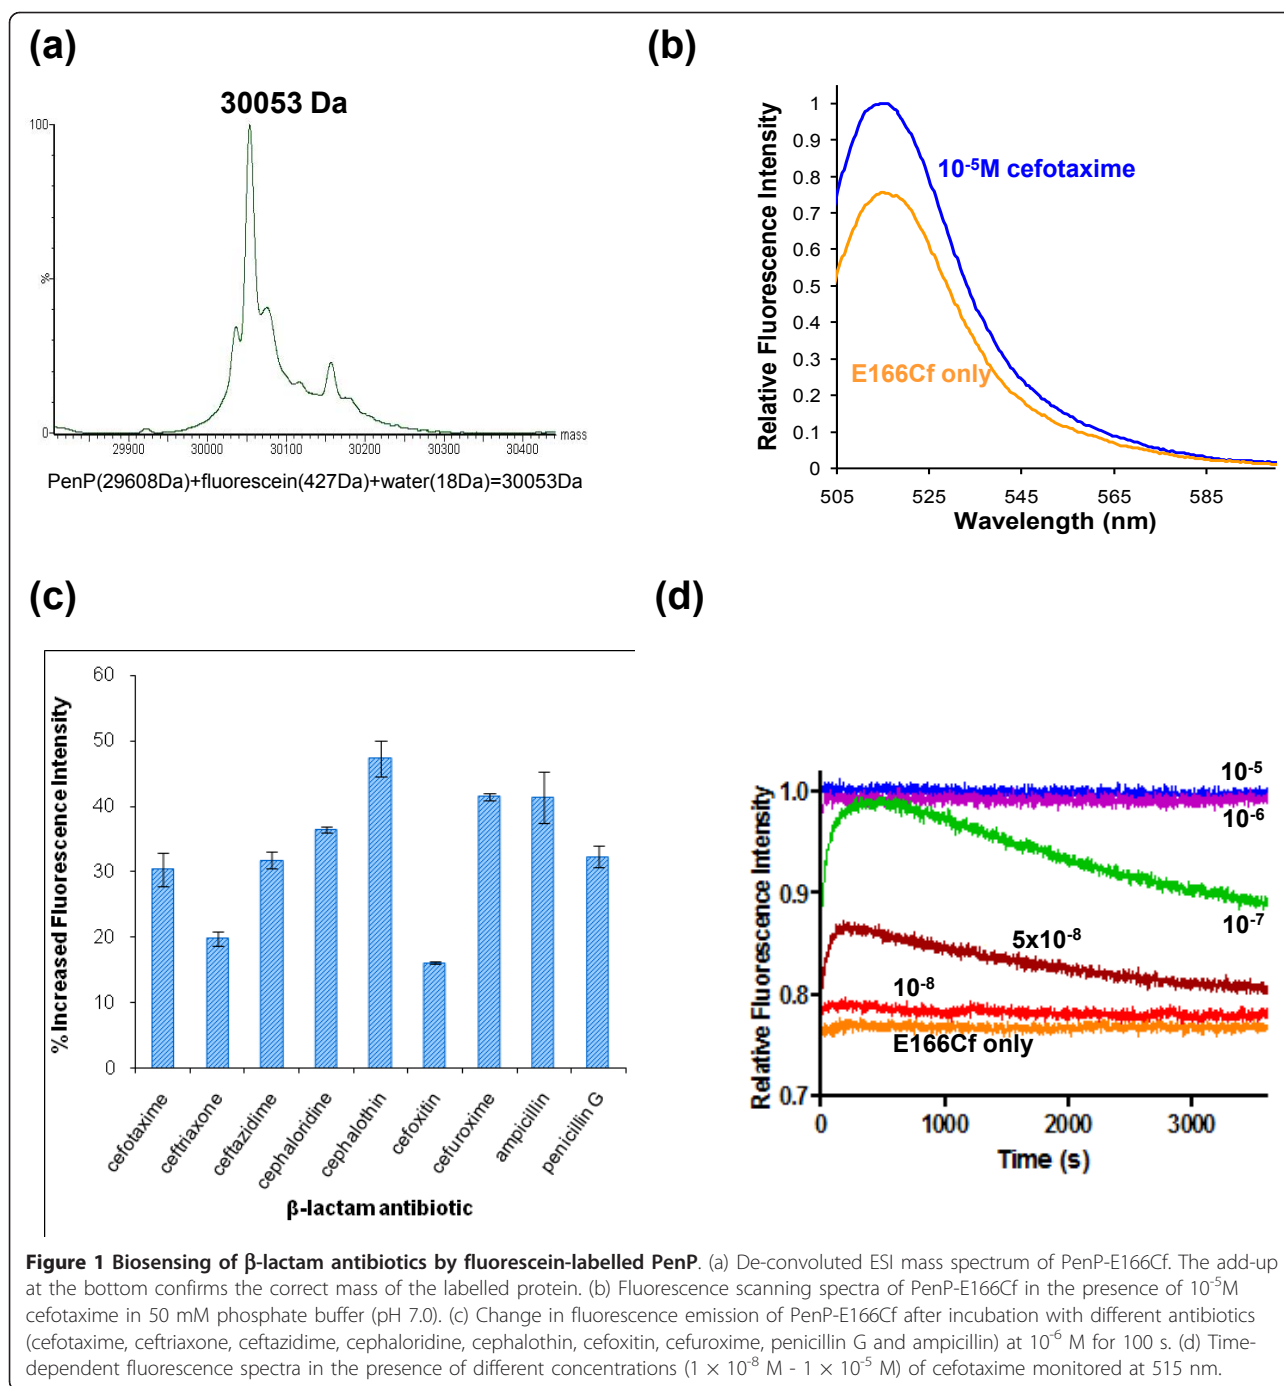 (a)
30053 Da
100
%
0
29900 30000 30100 30200 30300 30400 mass
PenP(29608Da)+fluorescein(427Da)+water(18Da)=30053Da
(b)
Relative Fluorescence Intensity
1
0.9
0.8
0.7
0.6
0.5
0.4
0.3
0.2
0.1
0
10⁻⁵M cefotaxime
E166Cf only
505 525 545 565 585
Wavelength (nm)
(c)
% Increased Fluorescence Intensity
60
50
40
30
20
10
0
cefotaxime
ceftriaxone
ceftazidime
cephaloridine
cephalothin
cefoxitin
cefuroxime
ampicillin
penicillin G
β-lactam antibiotic
(d)
Relative Fluorescence Intensity
1.0
0.9
0.8
0.7
10⁻⁵
10⁻⁶
10⁻⁷
5x10⁻⁸
10⁻⁸
E166Cf only
0 1000 2000 3000
Time (s)
Figure 1 Biosensing of β-lactam antibiotics by fluorescein-labelled PenP. (a) De-convoluted ESI mass spectrum of PenP-E166Cf. The add-up
at the bottom confirms the correct mass of the labelled protein. (b) Fluorescence scanning spectra of PenP-E166Cf in the presence of 10⁻⁵M
cefotaxime in 50 mM phosphate buffer (pH 7.0). (c) Change in fluorescence emission of PenP-E166Cf after incubation with different antibiotics
(cefotaxime, ceftriaxone, ceftazidime, cephaloridine, cephalothin, cefoxitin, cefuroxime, penicillin G and ampicillin) at 10⁻⁶ M for 100 s. (d) Time-
dependent fluorescence spectra in the presence of different concentrations (1 × 10⁻⁸ M - 1 × 10⁻⁵ M) of cefotaxime monitored at 515 nm.